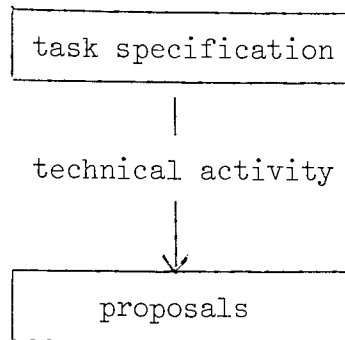 task specification
technical activity
proposals